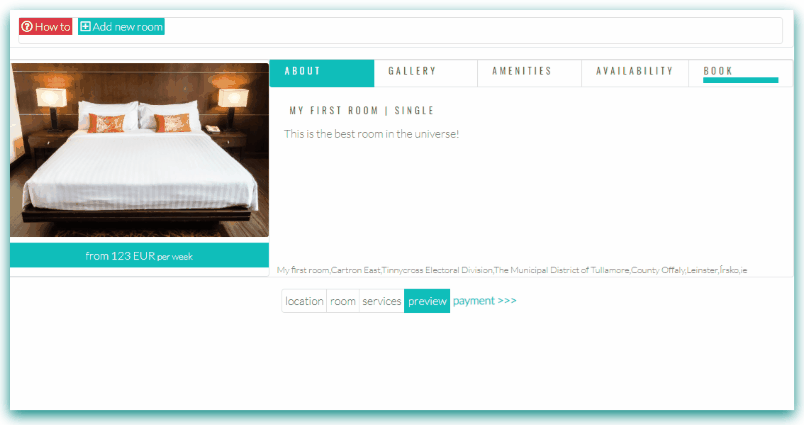 How to Add new room
ABOUT GALLERY AMENITIES AVAILABILITY BOOK
MY FIRST ROOM | SINGLE
This is the best room in the universe!
from 123 EUR per week
My first room,Cartron East,Tinnycross Electoral Division,The Municipal District of Tullamore,County Offaly,Leinster,Írsko,ie
location room services preview payment >>>